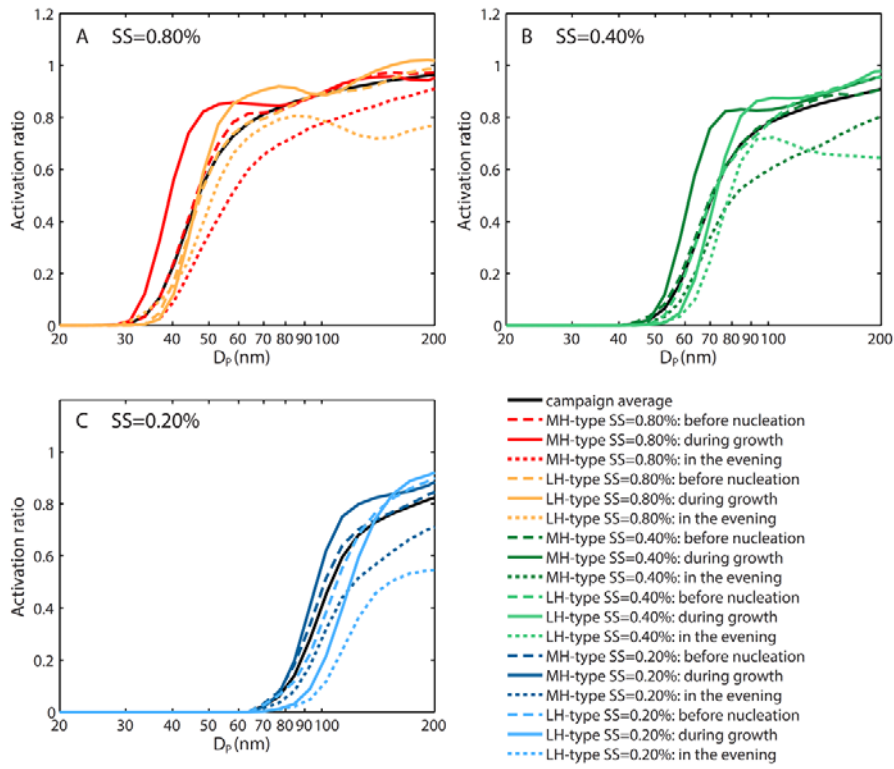 A SS=0.80%
1.2
1
0.8
0.6
0.4
0.2
0
Activation ratio
20 30 40 50 60 70 80 90 100 200
Dₚ (nm)
B SS=0.40%
1.2
1
0.8
0.6
0.4
0.2
0
Activation ratio
20 30 40 50 60 70 80 90 100 200
Dₚ (nm)
C SS=0.20%
1
0.8
0.6
0.4
0.2
0
Activation ratio
20 30 40 50 60 70 80 90 100 200
Dₚ (nm)
campaign average
MH-type SS=0.80%: before nucleation
MH-type SS=0.80%: during growth
MH-type SS=0.80%: in the evening
LH-type SS=0.80%: before nucleation
LH-type SS=0.80%: during growth
LH-type SS=0.80%: in the evening
MH-type SS=0.40%: before nucleation
MH-type SS=0.40%: during growth
MH-type SS=0.40%: in the evening
LH-type SS=0.40%: before nucleation
LH-type SS=0.40%: during growth
LH-type SS=0.40%: in the evening
MH-type SS=0.20%: before nucleation
MH-type SS=0.20%: during growth
MH-type SS=0.20%: in the evening
LH-type SS=0.20%: before nucleation
LH-type SS=0.20%: during growth
LH-type SS=0.20%: in the evening